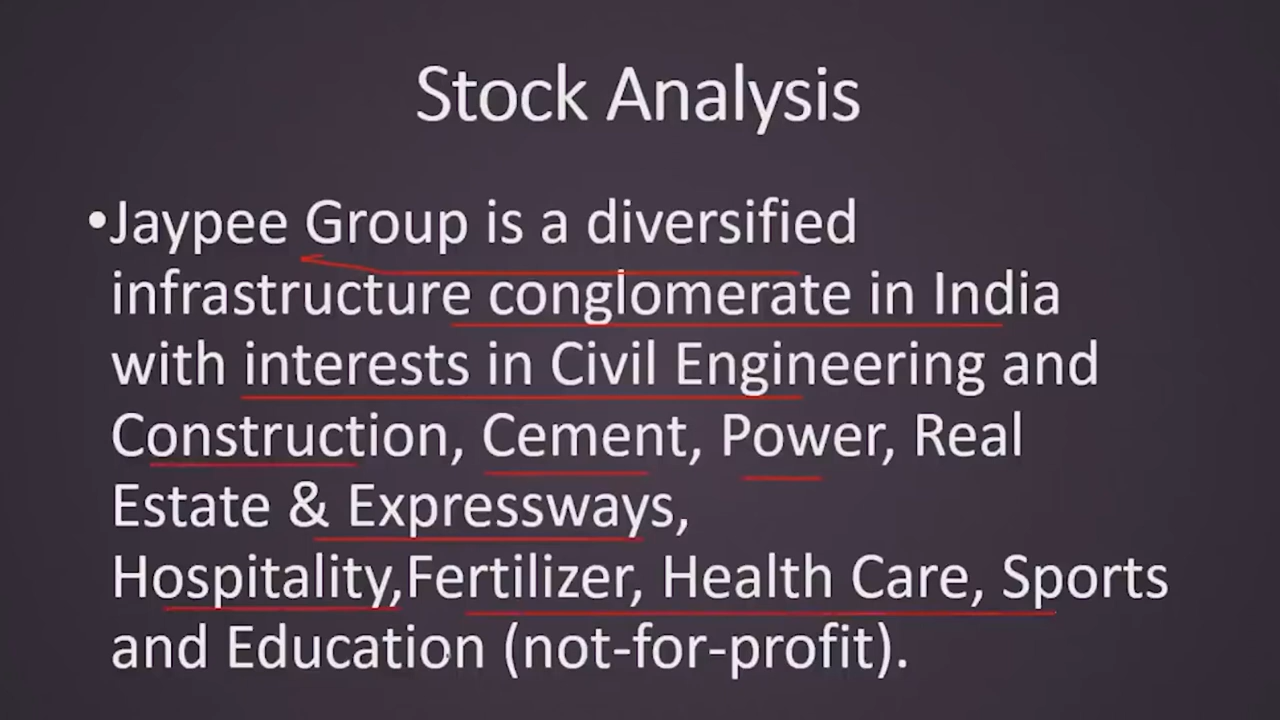 Stock Analysis
•Jaypee Group is a diversified
infrastructure conglomerate in India
with interests in Civil Engineering and
Construction, Cement, Power, Real
Estate & Expressways,
Hospitality,Fertilizer, Health Care, Sports
and Education (not-for-profit).